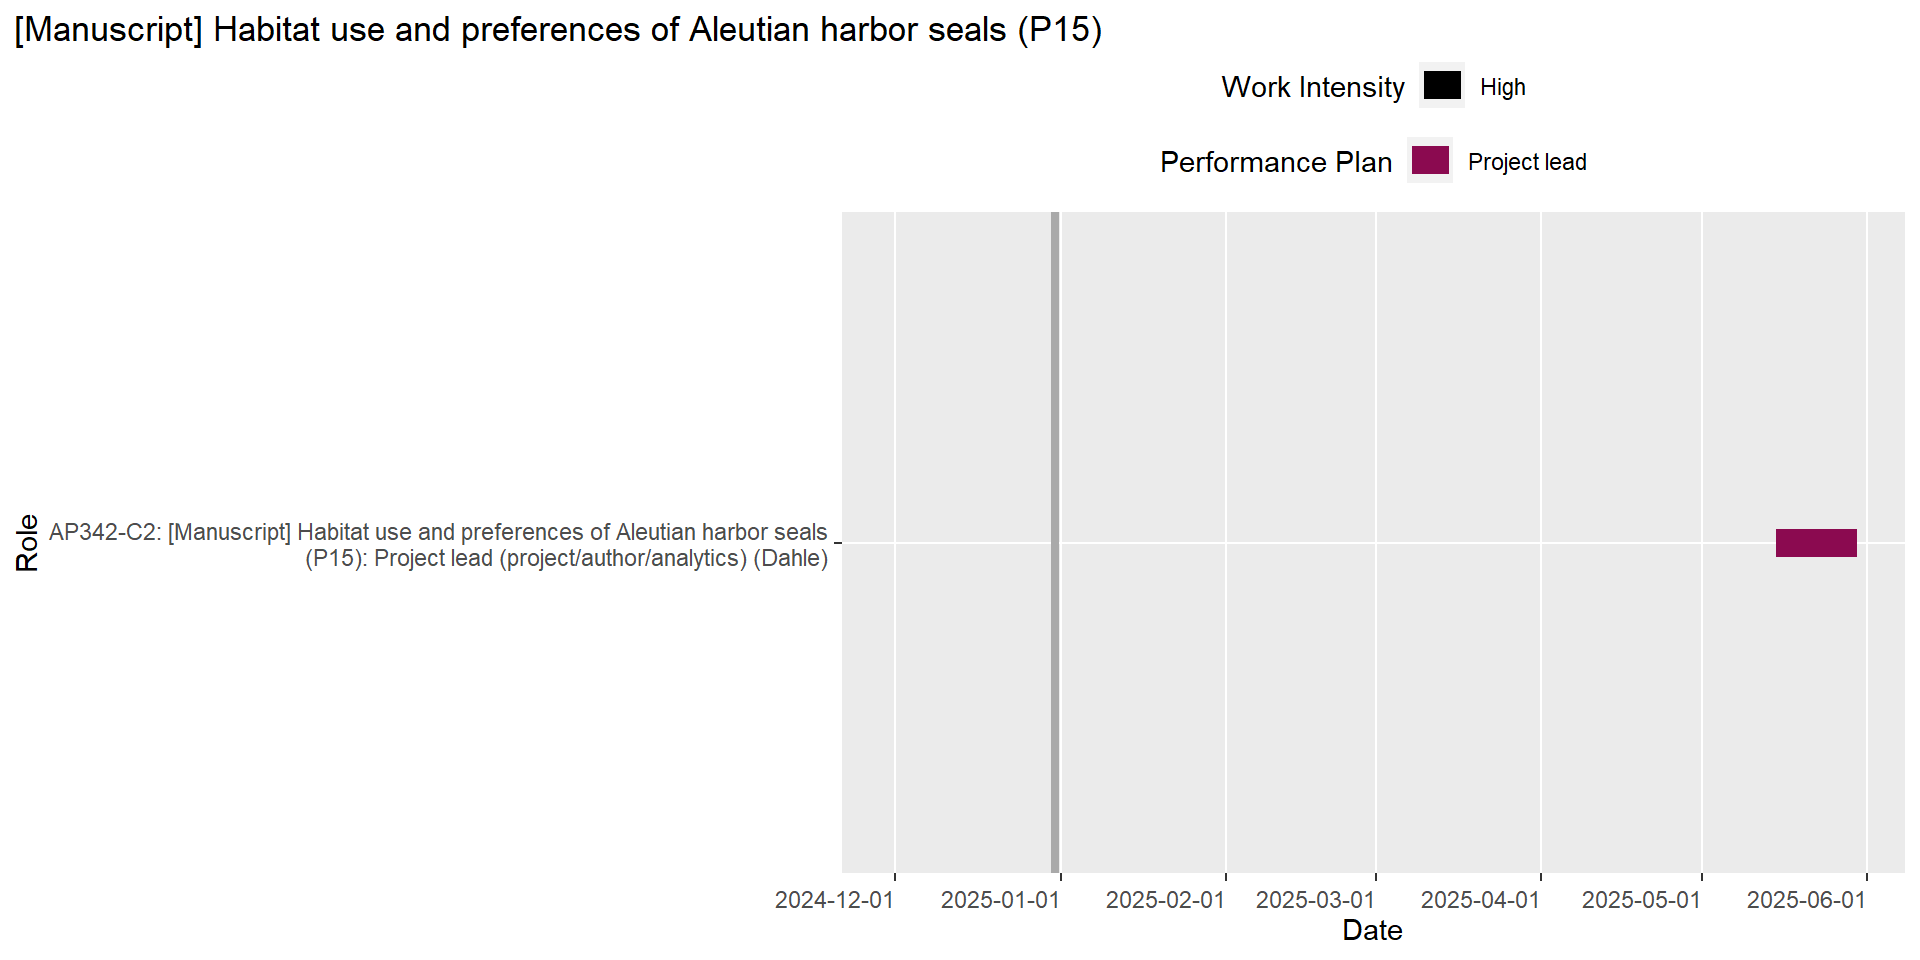 [Manuscript] Habitat use and preferences of Aleutian harbor seals (P15)
Work Intensity High
Performance Plan Project lead
Role
AP342-C2: [Manuscript] Habitat use and preferences of Aleutian harbor seals
(P15): Project lead (project/author/analytics) (Dahle)
2024-12-01 2025-01-01 2025-02-01 2025-03-01 2025-04-01 2025-05-01 2025-06-01
Date